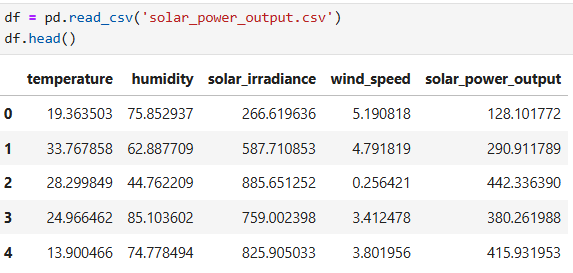 df = pd.read_csv('solar_power_output.csv')
df.head()
temperature humidity solar_irradiance wind_speed solar_power_output
0 19.363503 75.852937 266.619636 5.190818 128.101772
1 33.767858 62.887709 587.710853 4.791819 290.911789
2 28.299849 44.762209 885.651252 0.256421 442.336390
3 24.966462 85.103602 759.002398 3.412478 380.261988
4 13.900466 74.778494 825.905033 3.801956 415.931953